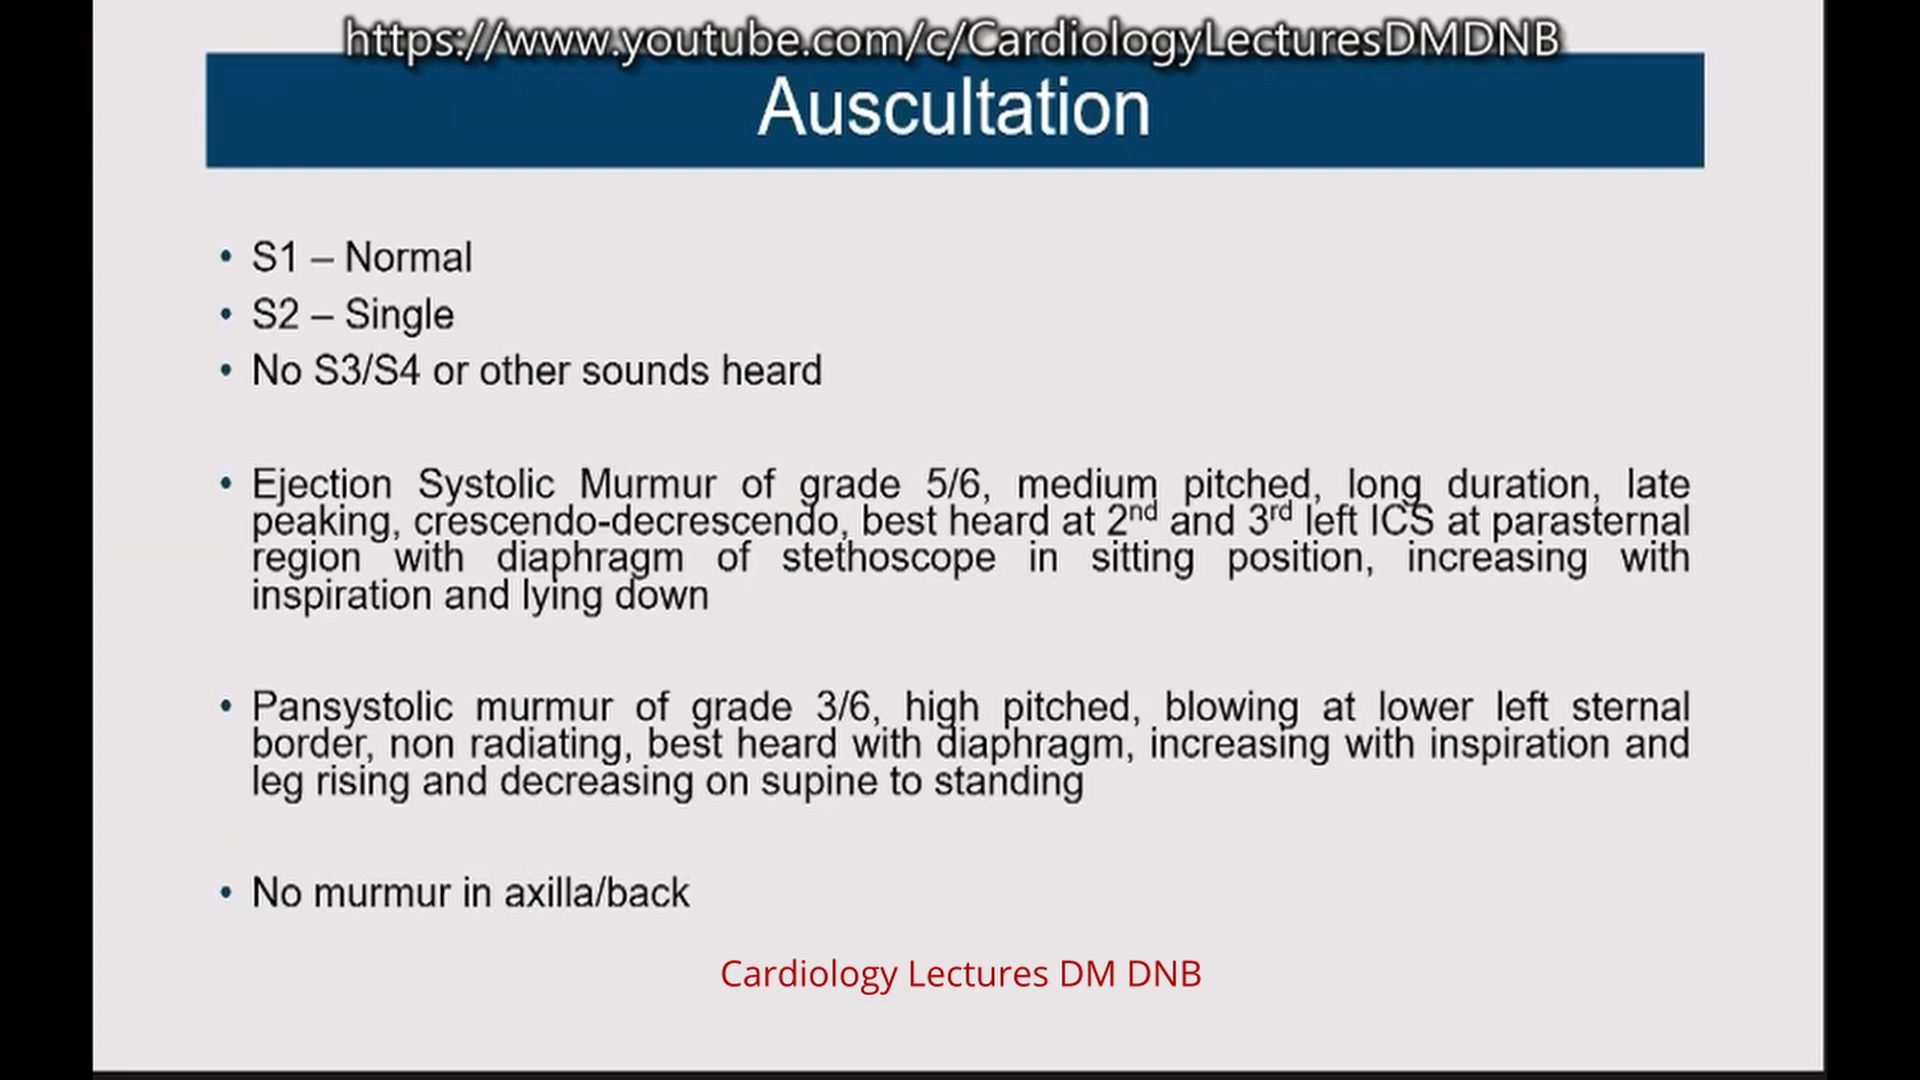 https://www.youtube.com/c/CardiologyLecturesDMDNB
Auscultation
• S1 – Normal
• S2 – Single
• No S3/S4 or other sounds heard
• Ejection Systolic Murmur of grade 5/6, medium pitched, long duration, late
peaking, crescendo-decrescendo, best heard at 2nd and 3rd left ICS at parasternal
region with diaphragm of stethoscope in sitting position, increasing with
inspiration and lying down
• Pansystolic murmur of grade 3/6, high pitched, blowing at lower left sternal
border, non radiating, best heard with diaphragm, increasing with inspiration and
leg rising and decreasing on supine to standing
• No murmur in axilla/back
Cardiology Lectures DM DNB